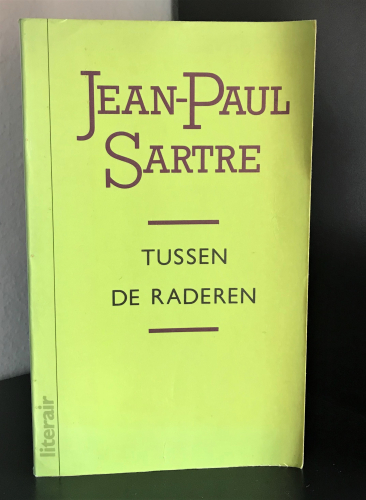 JEAN-PAUL
SARTRE
TUSSEN
DE RADEREN
literair